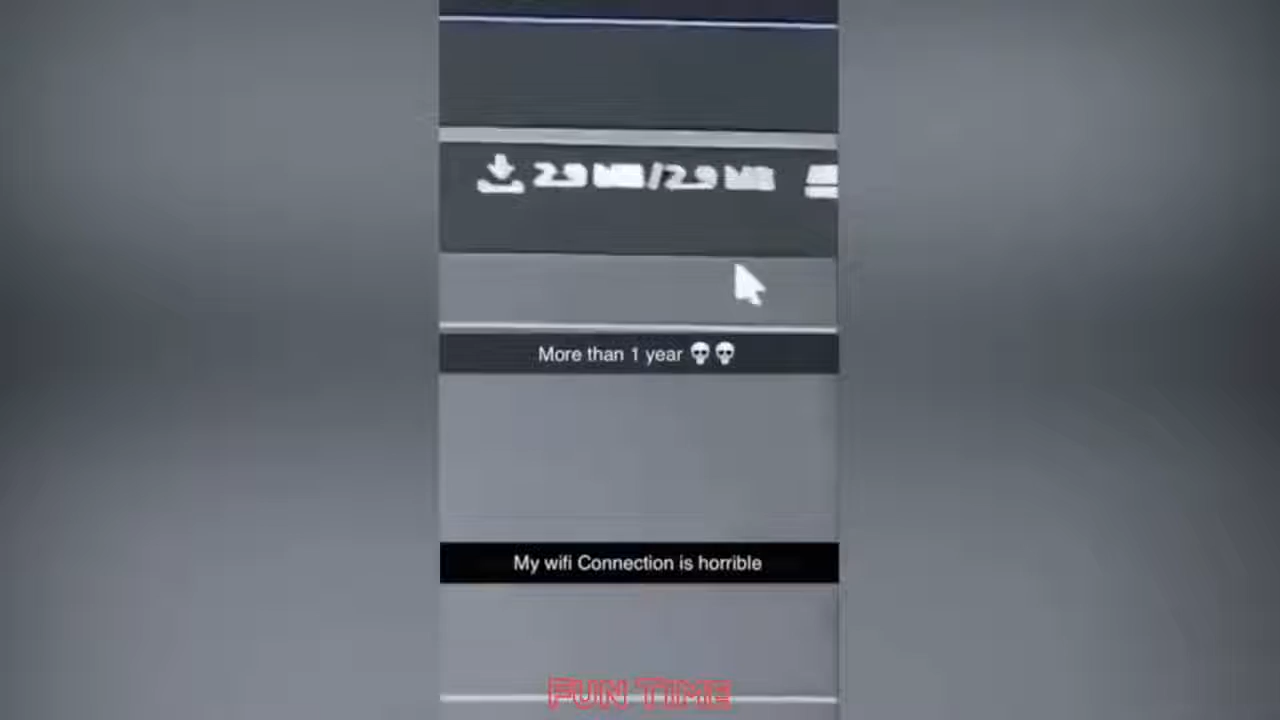 2.9 MB/2.9 MB
More than 1 year 💀💀
My wifi Connection is horrible
FUN TIME